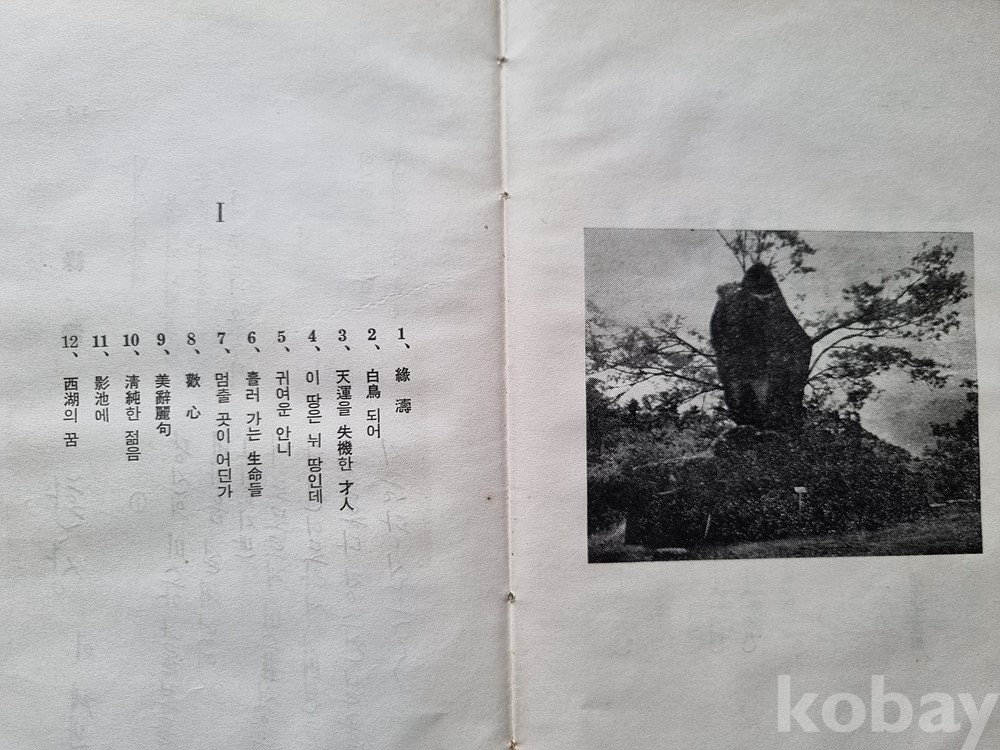 I
1、 綠濤
2、 白鳥 되어
3、 天運을 失機한 才人
4、 이 땅은 뉘 땅인데
5、 귀여운 안니
6、 흘러 가는 生命들
7、 멈출 곳이 어딘가
8、 歡心
9、 美辭麗句
10、 淸純한 젊음
11、 影池에
12、 西湖의 꿈
kobay